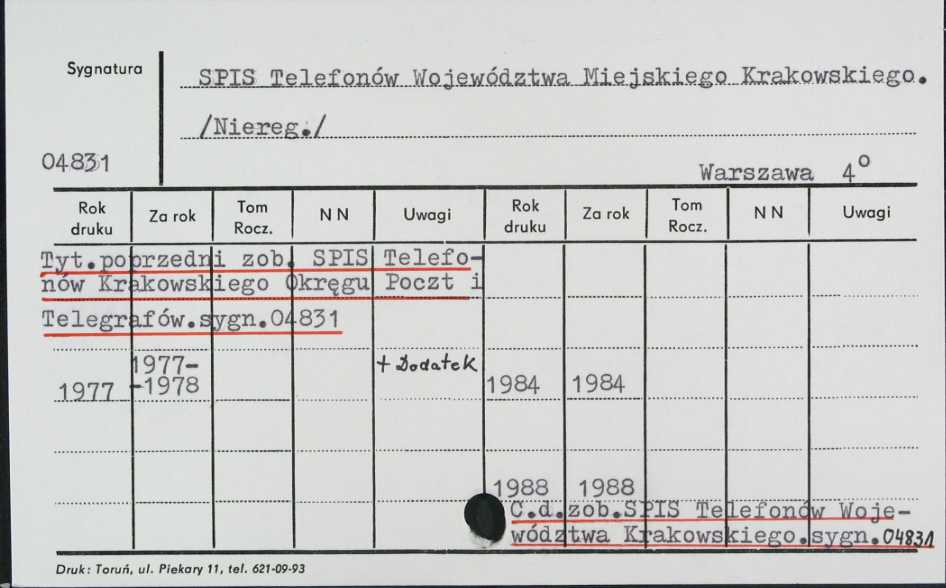 Sygnatura
SPIS Telefonów Województwa Miejskiego Krakowskiego.
/Niereg./
04831
Warszawa 4°
Rok druku Za rok Tom Rocz. N N Uwagi Rok druku Za rok Tom Rocz. N N Uwagi
Tyt.poprzedni zob. SPIS Telefo-
nów Krakowskiego Okręgu Poczt i
Telegrafów.sygn.04831
1977 1977-
-1978 + Dodatek 1984 1984
1988 1988
C.d.zob.SPIS Telefonów Woje-
wództwa Krakowskiego.sygn.04831
Druk: Toruń, ul. Piekary 11, tel. 621-09-93